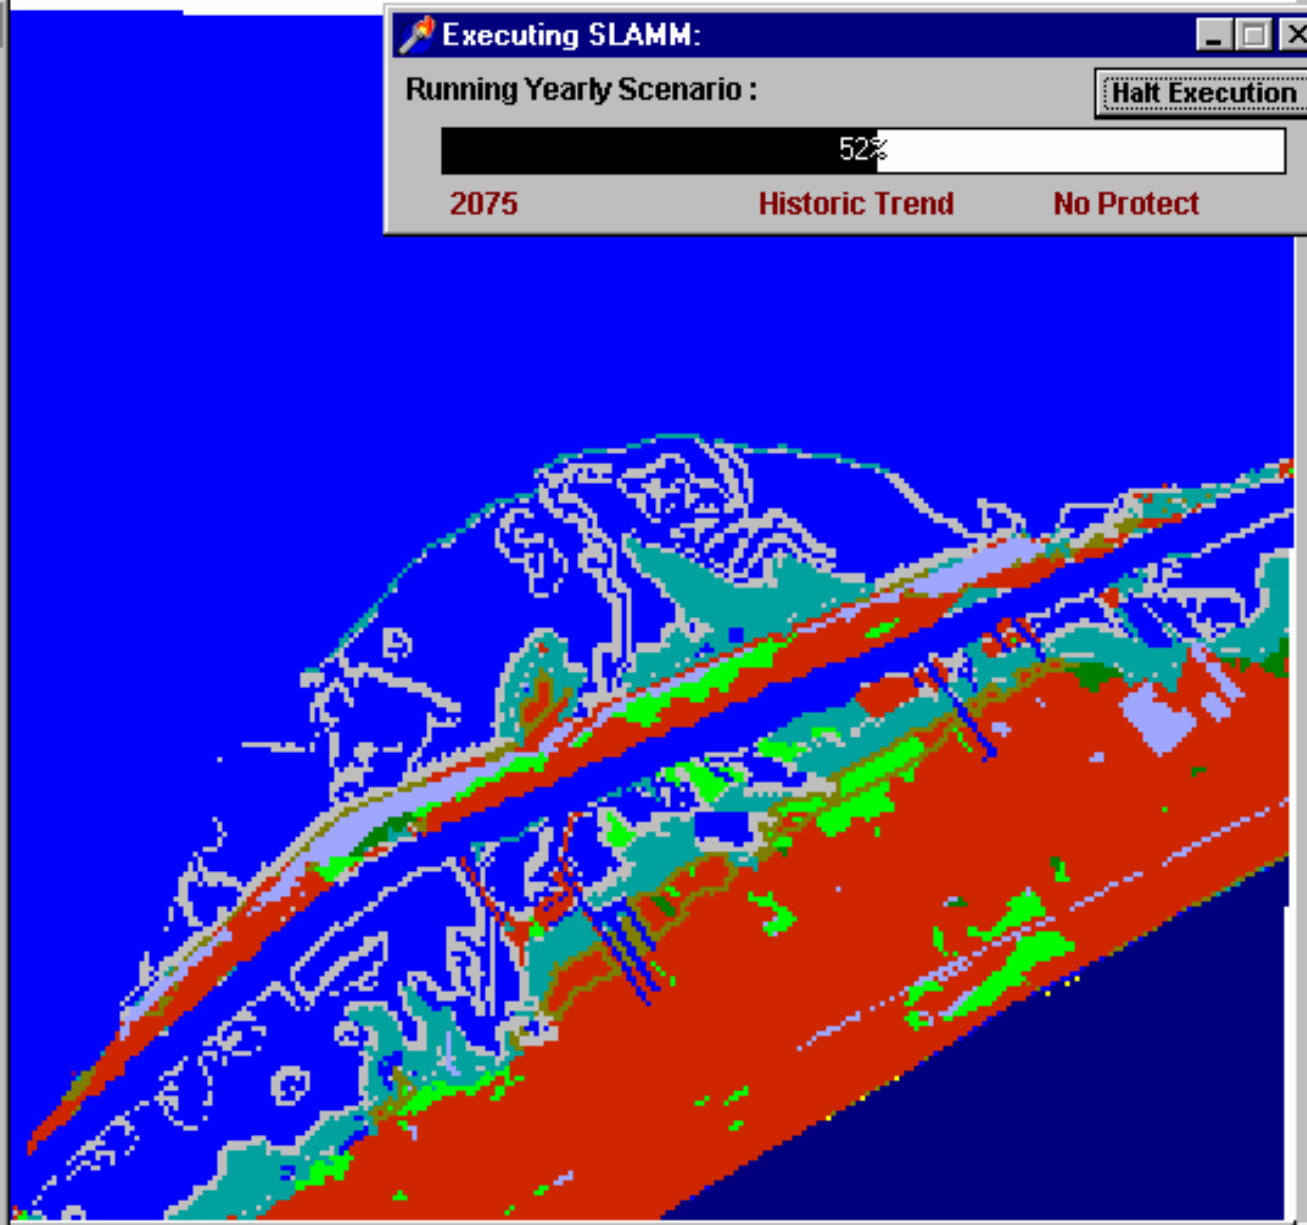 Executing SLAMM:
Running Yearly Scenario :
Halt Execution
52%
2075 Historic Trend No Protect